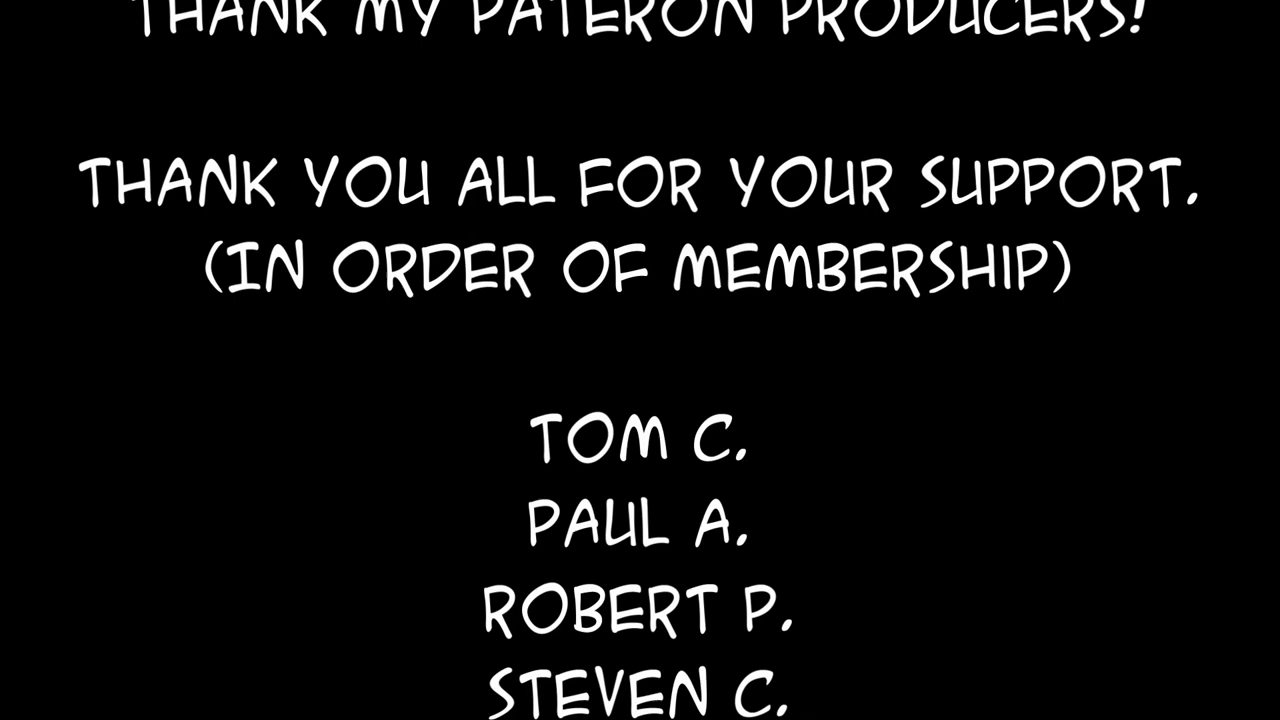 THANK MY PATERON PRODUCERS!
THANK YOU ALL FOR YOUR SUPPORT.
(IN ORDER OF MEMBERSHIP)
TOM C.
PAUL A.
ROBERT P.
STEVEN C.